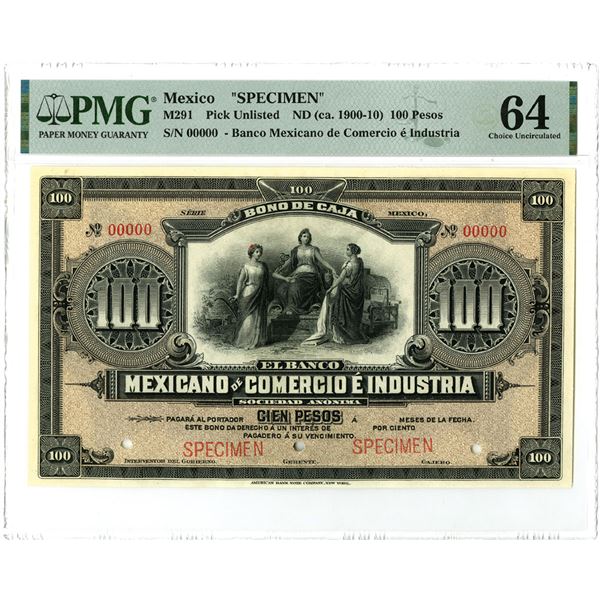 PMG®
PAPER MONEY GUARANTY
Mexico "SPECIMEN"
M291 Pick Unlisted ND (ca. 1900-10) 100 Pesos
S/N 00000 - Banco Mexicano de Comercio é Industria
64
Choice Uncirculated
100 100 100
SÉRIE BONO DE CAJA MEXICO,
No 00000 No 00000
100 100
EL BANCO
MEXICANO DE COMERCIO É INDUSTRIA
SOCIEDAD ANÓNIMA
PAGARÁ AL PORTADOR CIEN PESOS Á MESES DE LA FECHA.
ESTE BONO DA DERECHO Á UN INTERÉS DE POR CIENTO
PAGADERO Á SU VENCIMIENTO.
SPECIMEN SPECIMEN
100 INTERVENTOR DEL GOBIERNO. GERENTE. CAJERO. 100
AMERICAN BANK NOTE COMPANY, NEW YORK.